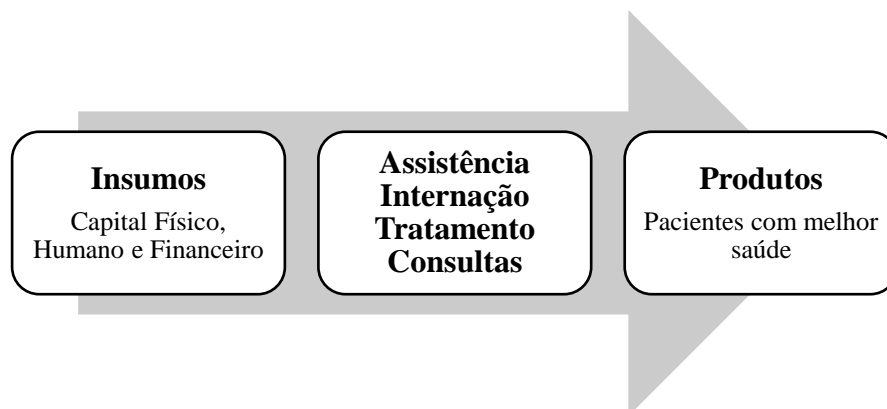 Insumos
Capital Físico,
Humano e Financeiro
Assistência
Internação
Tratamento
Consultas
Produtos
Pacientes com melhor
saúde